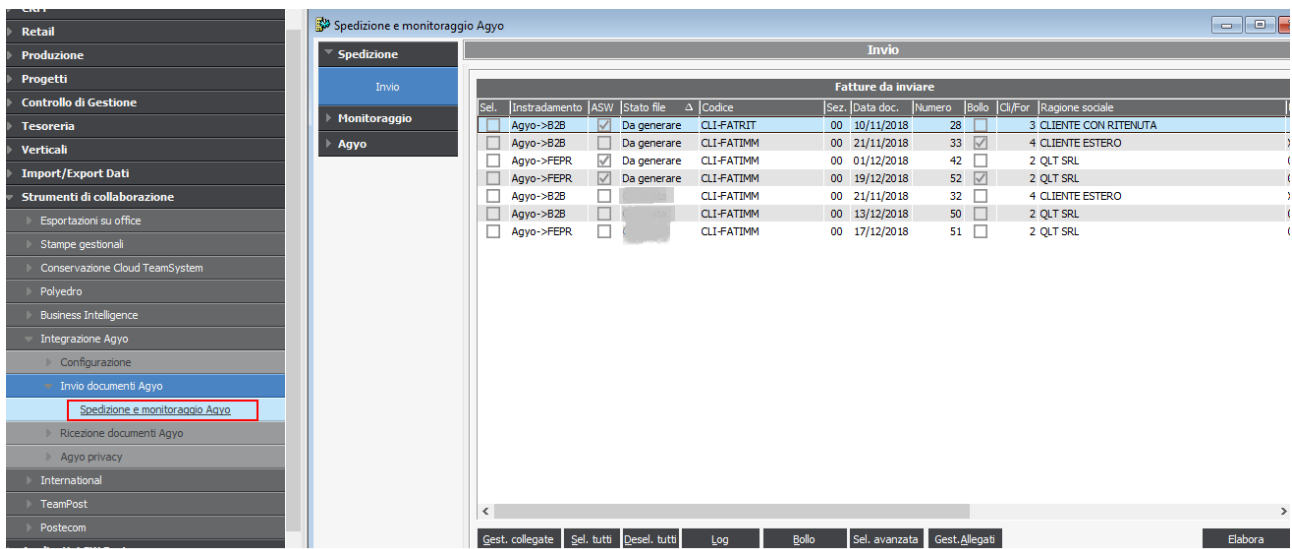 Retail
Produzione
Progetti
Controllo di Gestione
Tesoreria
Verticali
Import/Export Dati
Strumenti di collaborazione
Esportazioni su office
Stampe gestionali
Conservazione Cloud TeamSystem
Polyedro
Business Intelligence
Integrazione Agyo
Configurazione
Invio documenti Agyo
Spedizione e monitoraggio Agyo
Ricezione documenti Agyo
Agyo privacy
International
TeamPost
Postecom
Spedizione e monitoraggio Agyo
Spedizione
Invio
Monitoraggio
Agyo
Invio
Fatture da inviare
Sel. Instradamento ASW Stato file Codice Sez. Data doc. Numero Bollo Cli/For Ragione sociale
Agyo->B2B Da generare CLI-FATRIT 00 10/11/2018 28 3 CLIENTE CON RITENUTA
Agyo->B2B Da generare CLI-FATIMM 00 21/11/2018 33 4 CLIENTE ESTERO
Agyo->FEPR Da generare CLI-FATIMM 00 01/12/2018 42 2 QLT SRL
Agyo->FEPR Da generare CLI-FATIMM 00 19/12/2018 52 2 QLT SRL
Agyo->B2B CLI-FATIMM 00 21/11/2018 32 4 CLIENTE ESTERO
Agyo->B2B CLI-FATIMM 00 13/12/2018 50 2 QLT SRL
Agyo->FEPR CLI-FATIMM 00 17/12/2018 51 2 QLT SRL
Gest. collegate Sel. tutti Desel. tutti Log Bollo Sel. avanzata Gest.Allegati Elabora